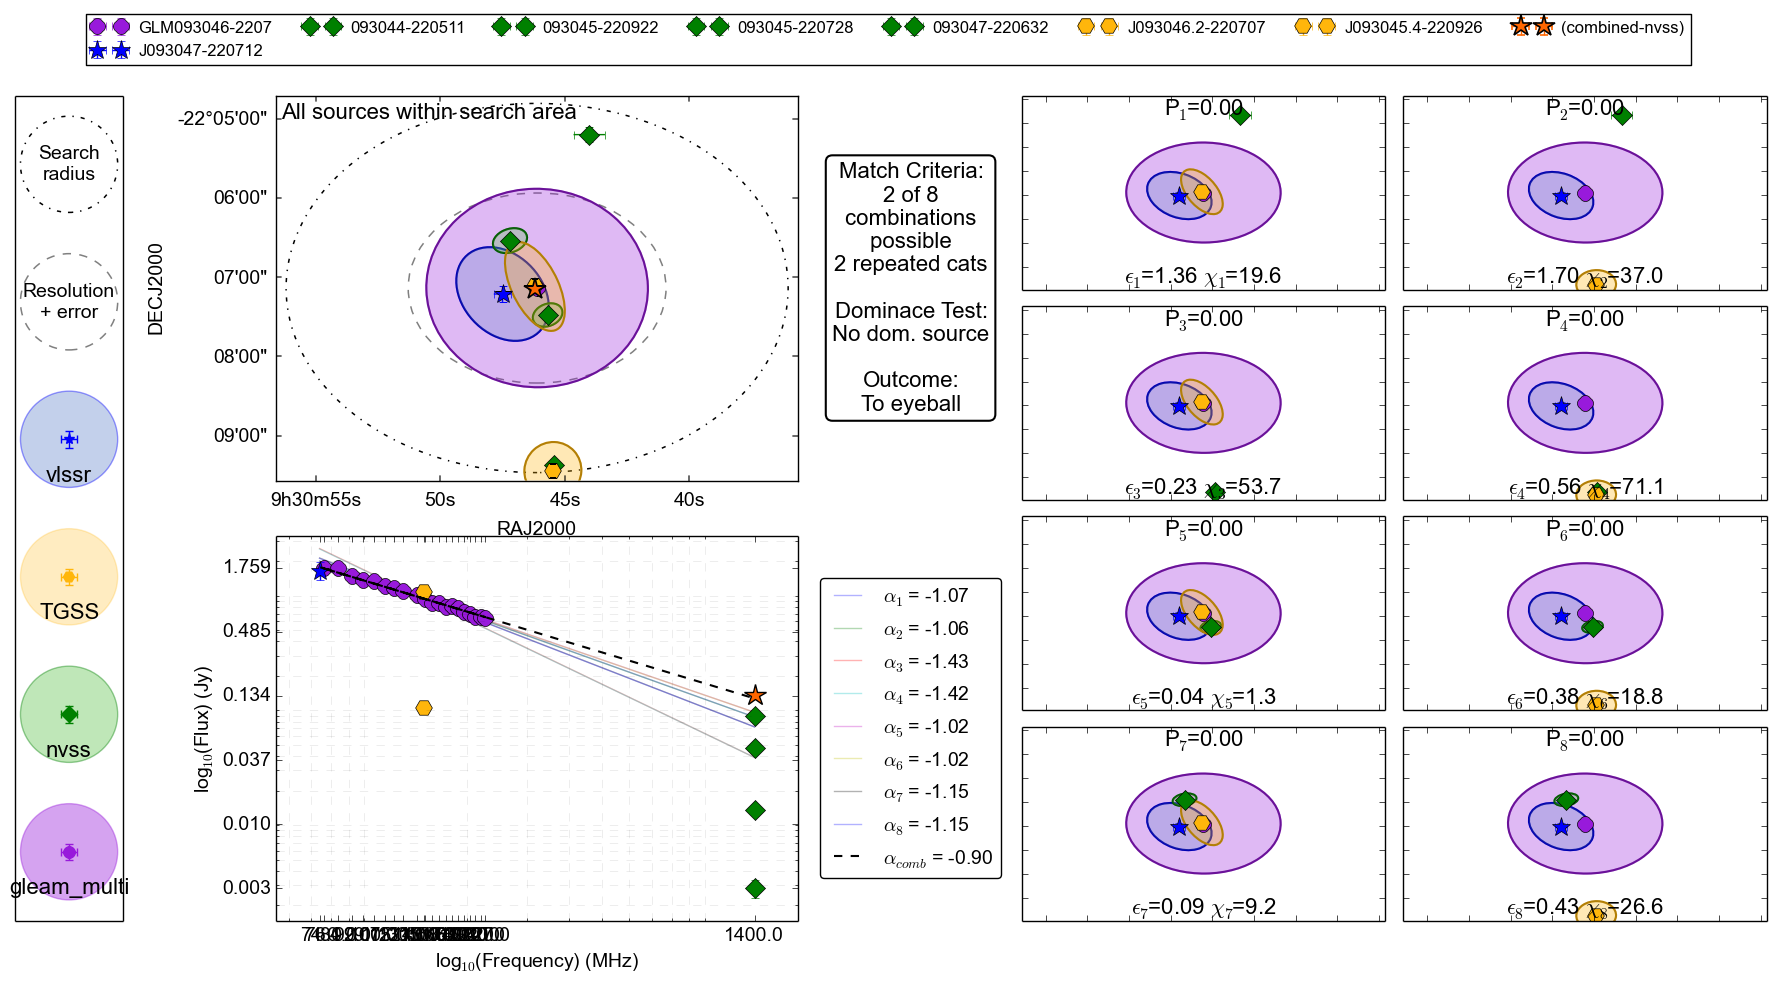 GLM093046-2207 093044-220511 093045-220922 093045-220728 093047-220632 J093046.2-220707 J093045.4-220926 (combined-nvss)
J093047-220712
Search
radius
Resolution
+ error
vlssr
TGSS
nvss
gleam_multi
All sources within search area
DECJ2000
-22°05'00"
06'00"
07'00"
08'00"
09'00"
9h30m55s 50s 45s 40s
RAJ2000
Match Criteria:
2 of 8
combinations
possible
2 repeated cats
Dominace Test:
No dom. source
Outcome:
To eyeball
log10(Flux) (Jy)
1.759
0.485
0.134
0.037
0.010
0.003
1400.0
log10(Frequency) (MHz)
α1 = -1.07
α2 = -1.06
α3 = -1.43
α4 = -1.42
α5 = -1.02
α6 = -1.02
α7 = -1.15
α8 = -1.15
αcomb = -0.90
P1=0.00
ϵ1=1.36 χ1=19.6
P2=0.00
ϵ2=1.70 χ2=37.0
P3=0.00
ϵ3=0.23 χ3=53.7
P4=0.00
ϵ4=0.56 χ4=71.1
P5=0.00
ϵ5=0.04 χ5=1.3
P6=0.00
ϵ6=0.38 χ6=18.8
P7=0.00
ϵ7=0.09 χ7=9.2
P8=0.00
ϵ8=0.43 χ8=26.6